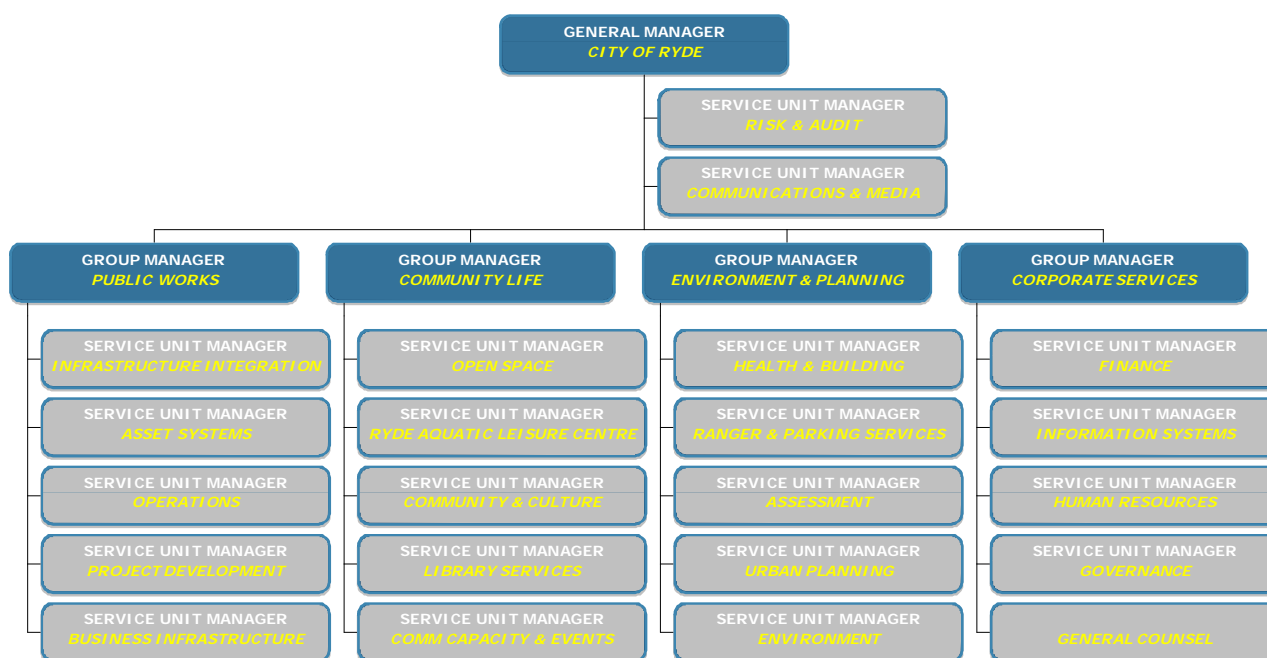 GENERAL MANAGER
CITY OF RYDE
SERVICE UNIT MANAGER
RISK & AUDIT
SERVICE UNIT MANAGER
COMMUNICATIONS & MEDIA
GROUP MANAGER
PUBLIC WORKS
GROUP MANAGER
COMMUNITY LIFE
GROUP MANAGER
ENVIRONMENT & PLANNING
GROUP MANAGER
CORPORATE SERVICES
SERVICE UNIT MANAGER
INFRASTRUCTURE INTEGRATION
SERVICE UNIT MANAGER
OPEN SPACE
SERVICE UNIT MANAGER
HEALTH & BUILDING
SERVICE UNIT MANAGER
FINANCE
SERVICE UNIT MANAGER
ASSET SYSTEMS
SERVICE UNIT MANAGER
RYDE AQUATIC LEISURE CENTRE
SERVICE UNIT MANAGER
RANGER & PARKING SERVICES
SERVICE UNIT MANAGER
INFORMATION SYSTEMS
SERVICE UNIT MANAGER
OPERATIONS
SERVICE UNIT MANAGER
COMMUNITY & CULTURE
SERVICE UNIT MANAGER
ASSESSMENT
SERVICE UNIT MANAGER
HUMAN RESOURCES
SERVICE UNIT MANAGER
PROJECT DEVELOPMENT
SERVICE UNIT MANAGER
LIBRARY SERVICES
SERVICE UNIT MANAGER
URBAN PLANNING
SERVICE UNIT MANAGER
GOVERNANCE
SERVICE UNIT MANAGER
BUSINESS INFRASTRUCTURE
SERVICE UNIT MANAGER
COMM CAPACITY & EVENTS
SERVICE UNIT MANAGER
ENVIRONMENT
GENERAL COUNSEL